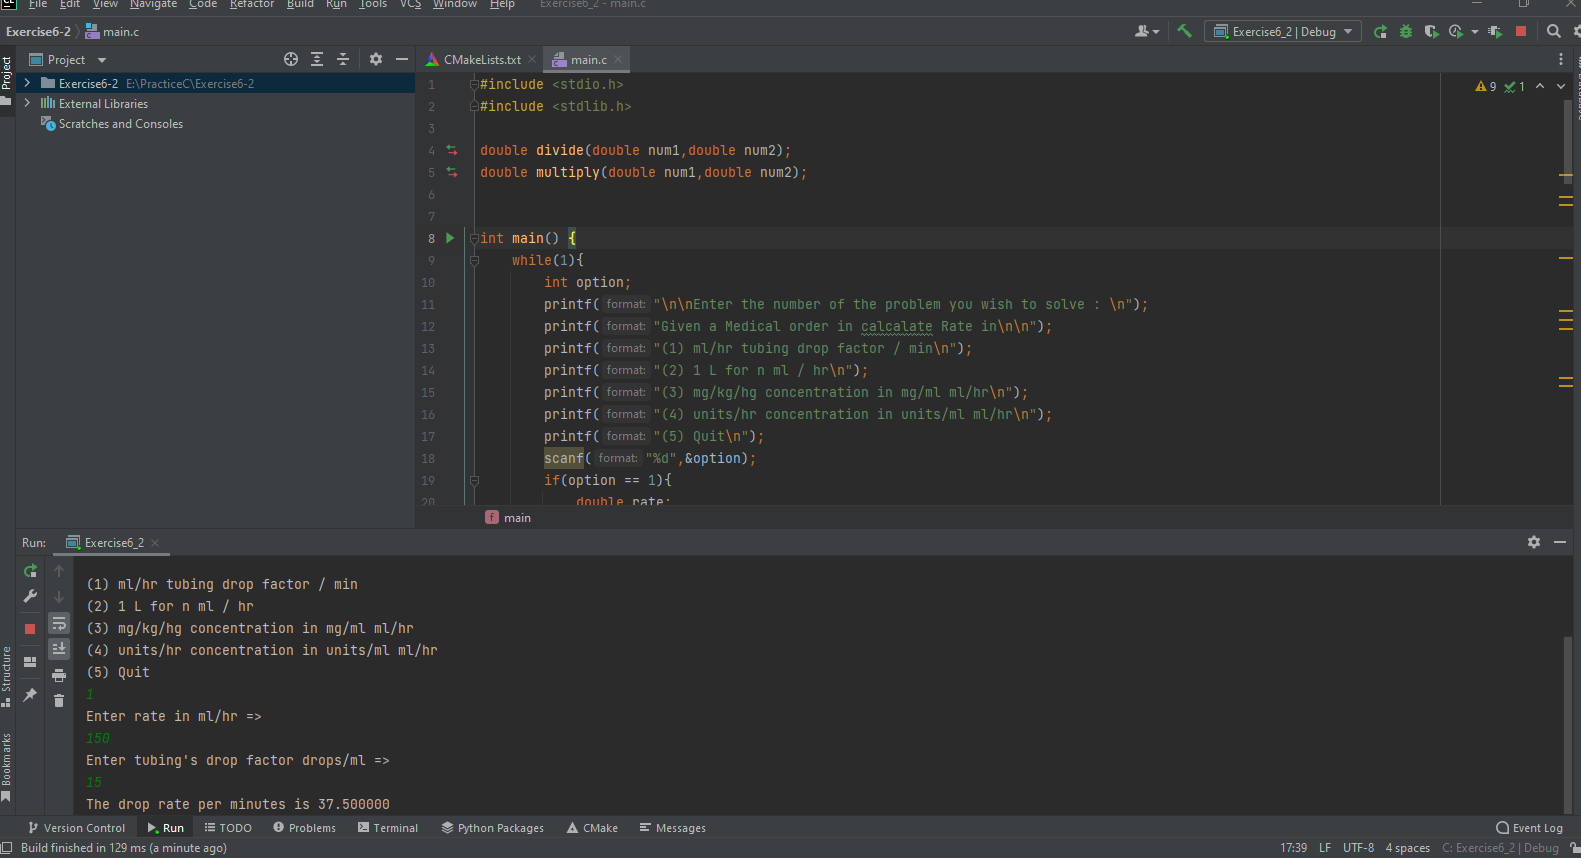 File Edit View Navigate Code Refactor Build Run Tools VCS Window Help Exercise6_2 - main.c
Exercise6-2 main.c
Exercise6_2 | Debug
Project
CMakeLists.txt main.c
Project
Exercise6-2 E:\PracticeC\Exercise6-2
External Libraries
Scratches and Consoles
9 1
1 #include <stdio.h>
2 #include <stdlib.h>
3
4 double divide(double num1,double num2);
5 double multiply(double num1,double num2);
6
7
8 int main() {
9 while(1){
10 int option;
11 printf( format: "\n\nEnter the number of the problem you wish to solve : \n");
12 printf( format: "Given a Medical order in calcalate Rate in\n\n");
13 printf( format: "(1) ml/hr tubing drop factor / min\n");
14 printf( format: "(2) 1 L for n ml / hr\n");
15 printf( format: "(3) mg/kg/hg concentration in mg/ml ml/hr\n");
16 printf( format: "(4) units/hr concentration in units/ml ml/hr\n");
17 printf( format: "(5) Quit\n");
18 scanf( format: "%d",&option);
19 if(option == 1){
20 double rate;
f main
Run: Exercise6_2
(1) ml/hr tubing drop factor / min
(2) 1 L for n ml / hr
(3) mg/kg/hg concentration in mg/ml ml/hr
(4) units/hr concentration in units/ml ml/hr
(5) Quit
1
Enter rate in ml/hr =>
150
Enter tubing's drop factor drops/ml =>
15
The drop rate per minutes is 37.500000
Structure
Bookmarks
Version Control Run TODO Problems Terminal Python Packages CMake Messages Event Log
Build finished in 129 ms (a minute ago) 17:39 LF UTF-8 4 spaces C: Exercise6_2 | Debug